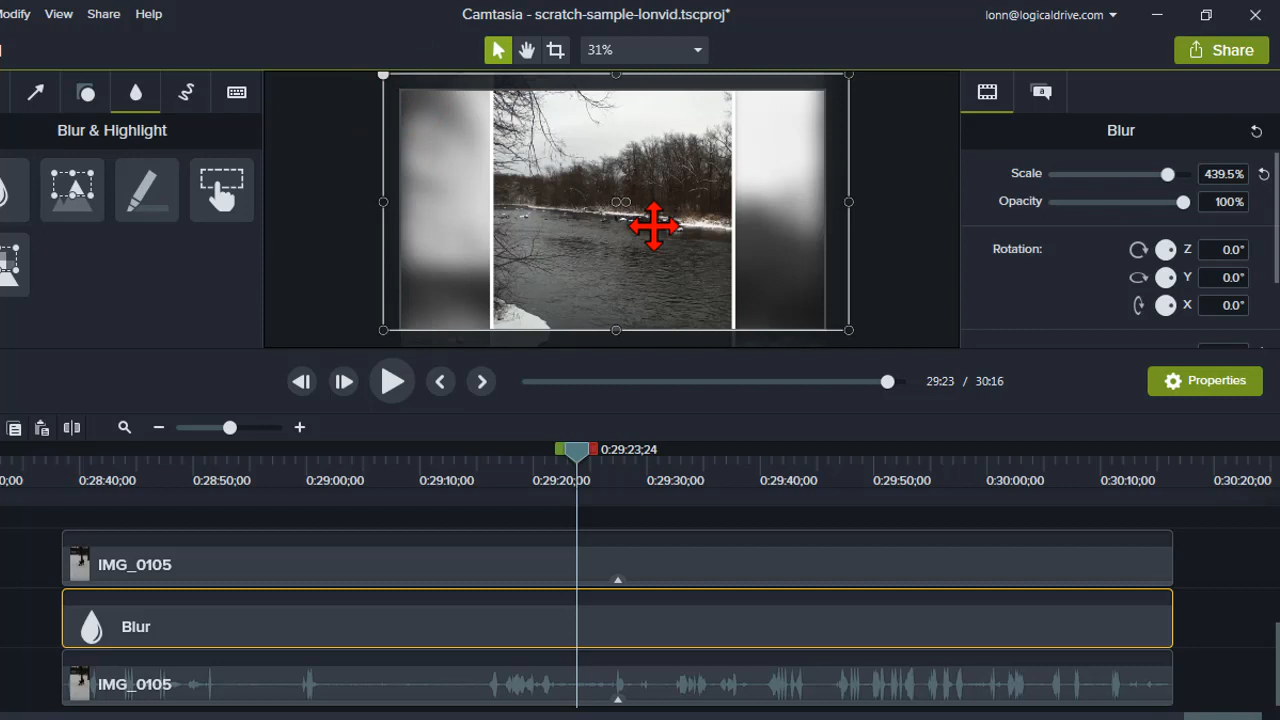 Modify View Share Help
Camtasia - scratch-sample-lonvid.tscproj*
lonn@logicaldrive.com
31%
Share
a
Blur & Highlight
Blur
Scale 439.5%
Opacity 100%
Rotation: Z 0.0°
Y 0.0°
X 0.0°
29:23 / 30:16
Properties
0:29:23;24
0:28:40;00 0:28:50;00 0:29:00;00 0:29:10;00 0:29:20;00 0:29:30;00 0:29:40;00 0:29:50;00 0:30:00;00 0:30:10;00 0:30:20;00
IMG_0105
Blur
IMG_0105